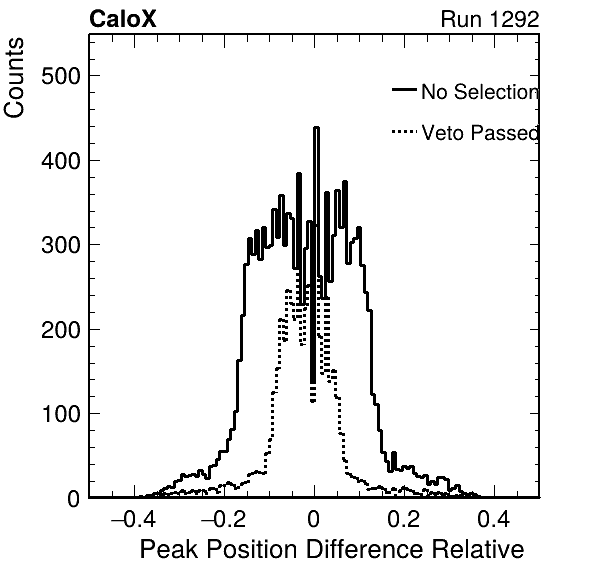 CaloX
Run 1292
Counts
500
400
300
200
100
0
No Selection
Veto Passed
−0.4
−0.2
0
0.2
0.4
Peak Position Difference Relative